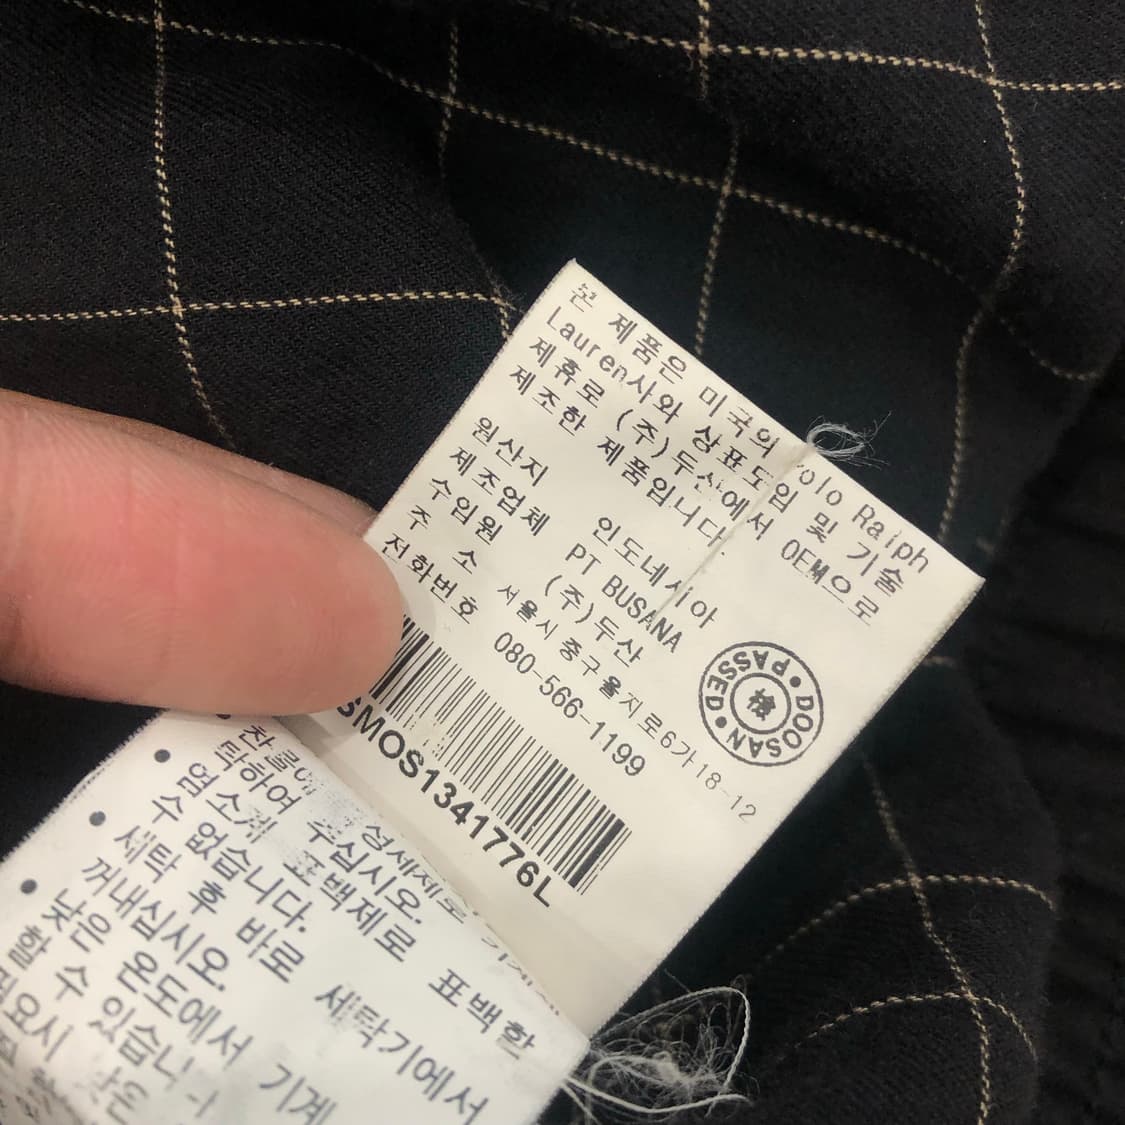 본 제품은 미국의 Polo Ralph
Lauren사와 상표도입 및 기술
제휴로 (주)두산에서 OEM으로
제조한 제품입니다.
원산지 인도네시아
제조업체 PT BUSANA
수입원 (주)두산
주 소 서울시 중구 을지로6가18-12
전화번호 080-566-1199
DOOSAN • PASSED •
檢
SMOS1341776L
찬물에 성세제로
탁하여 주십시오.
염소계 표백제로 표백할
수 없습니다.
세탁 후 바로 세탁기에서
꺼내십시오.
낮은 온도에서 기계
할 수 있습니
필요시 낮은